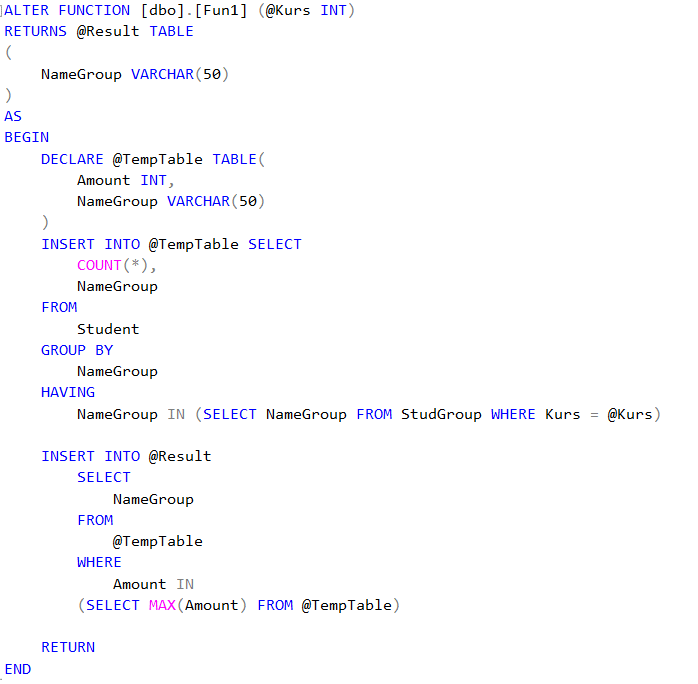 ALTER FUNCTION [dbo].[Fun1] (@Kurs INT)
RETURNS @Result TABLE
(
    NameGroup VARCHAR(50)
)
AS
BEGIN
    DECLARE @TempTable TABLE(
        Amount INT,
        NameGroup VARCHAR(50)
    )
    INSERT INTO @TempTable SELECT
        COUNT(*),
        NameGroup
    FROM
        Student
    GROUP BY
        NameGroup
    HAVING
        NameGroup IN (SELECT NameGroup FROM StudGroup WHERE Kurs = @Kurs)

    INSERT INTO @Result
        SELECT
            NameGroup
        FROM
            @TempTable
        WHERE
            Amount IN
        (SELECT MAX(Amount) FROM @TempTable)

    RETURN
END